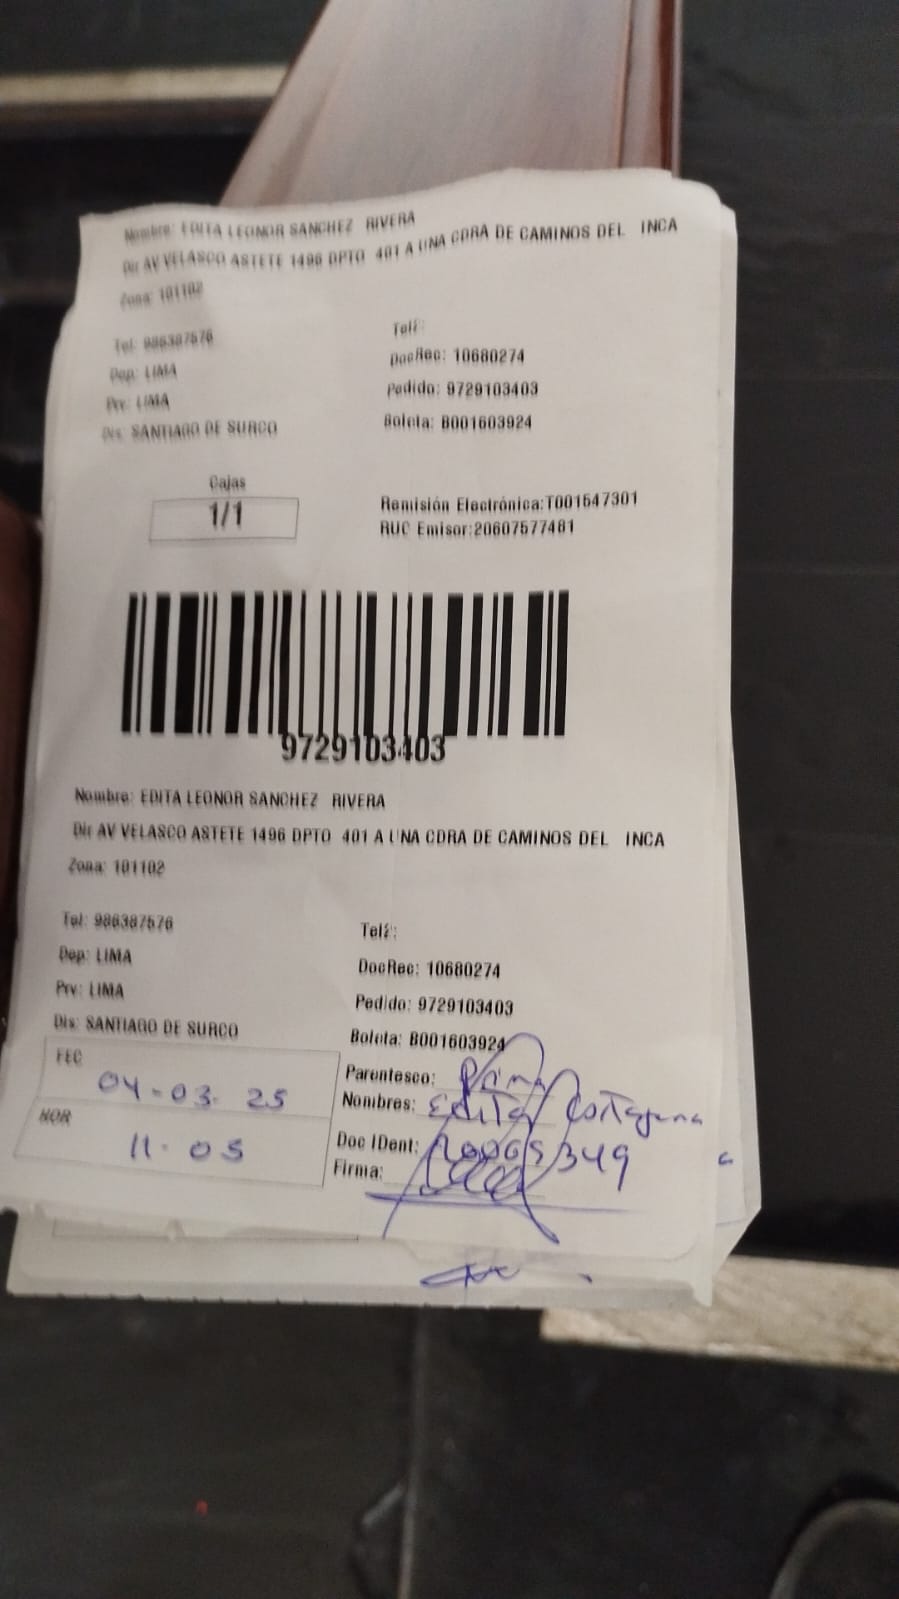 Nombre: EDITA LEONOR SANCHEZ RIVERA
Dir AV VELASCO ASTETE 1496 DPTO 401 A UNA CDRA DE CAMINOS DEL INCA
Zona: 101102
Tel: 986387576
Tel2:
Dep: LIMA
DocRec: 10680274
Prv: LIMA
Pedido: 9729103403
Dis: SANTIAGO DE SURCO
Boleta: B001603924
Cajas
1/1
Remisión Electrónica:T001547301
RUC Emisor:20607577481
9729103403
Nombre: EDITA LEONOR SANCHEZ RIVERA
Dir AV VELASCO ASTETE 1496 DPTO 401 A UNA CDRA DE CAMINOS DEL INCA
Zona: 101102
Tel: 986387576
Tel2:
Dep: LIMA
DocRec: 10680274
Prv: LIMA
Pedido: 9729103403
Dis: SANTIAGO DE SURCO
Boleta: B001603924
FEC
04-03-25
Parentesco:
Nombres: Edita
HOR
11-05
Doc IDent:
Firma: